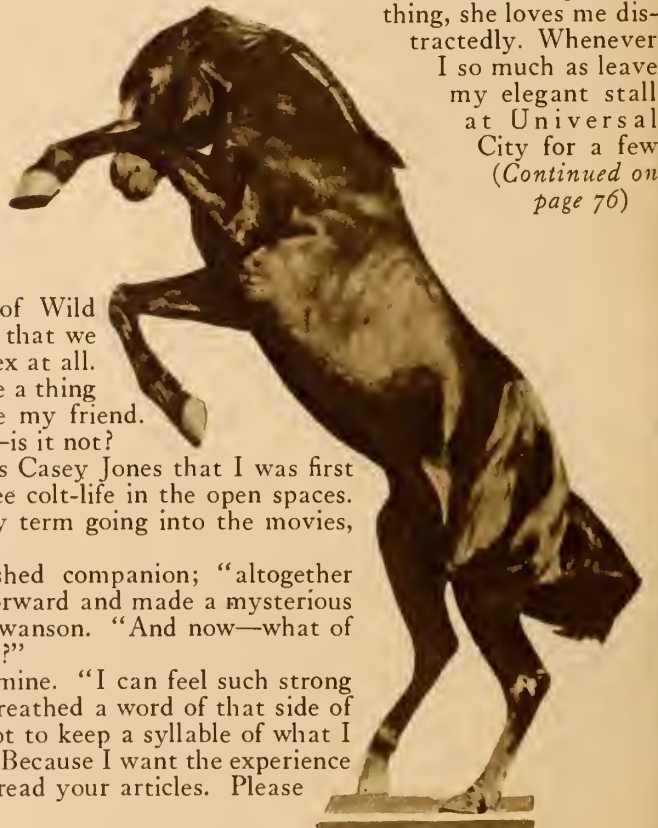 thing, she loves me dis-
tractedly. Whenever
I so much as leave
my elegant stall
at Universal
City for a few
(Continued on
page 76)
of Wild
that we
ex at all.
e a thing
e my friend.
—is it not?
s Casey Jones that I was first
ee colt-life in the open spaces.
y term going into the movies,
shed companion; "altogether
rward and made a mysterious
wanson. "And now—what of
?"
mine. "I can feel such strong
reathed a word of that side of
ot to keep a syllable of what I
Because I want the experience
read your articles. Please